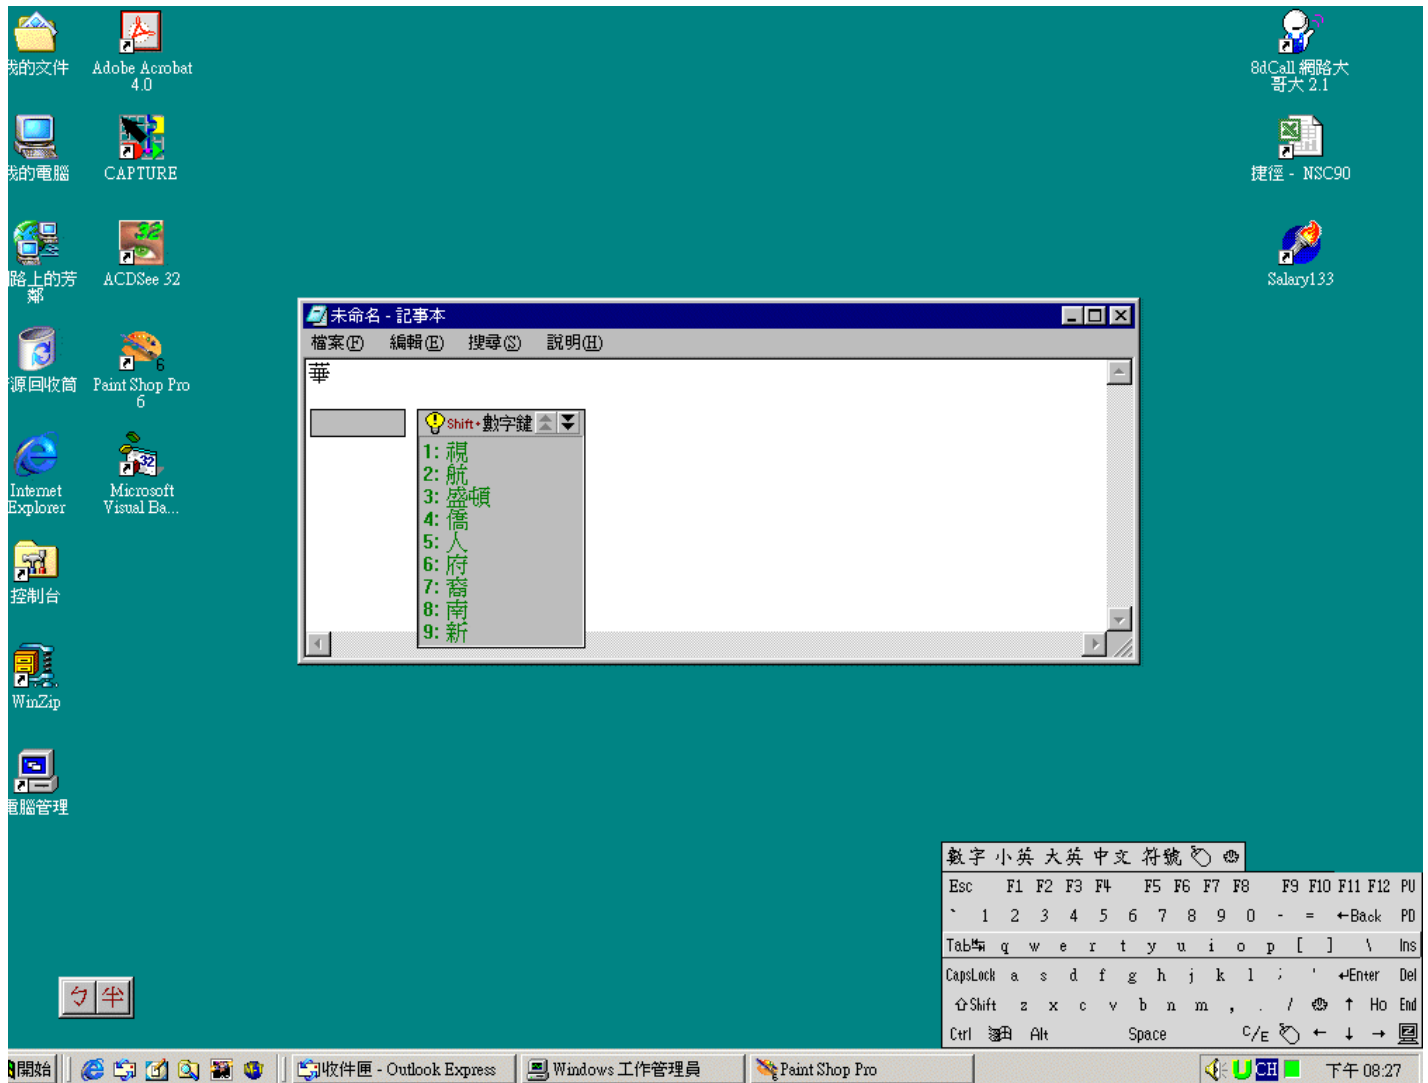 我的文件
Adobe Acrobat
4.0
8dCall 網路大
哥大 2.1
我的電腦
CAPTURE
捷徑 - NSC90
路上的芳
鄰
ACDSee 32
Salary133
源回收筒
Paint Shop Pro
6
Internet
Explorer
Microsoft
Visual Ba...
控制台
WinZip
電腦管理
未命名 - 記事本
檔案(F) 編輯(E) 搜尋(S) 說明(H)
華
Shift+數字鍵
1: 視
2: 航
3: 盛頓
4: 僑
5: 人
6: 府
7: 裔
8: 南
9: 新
數字 小英 大英 中文 符號
Esc F1 F2 F3 F4 F5 F6 F7 F8 F9 F10 F11 F12 PU
` 1 2 3 4 5 6 7 8 9 0 - = ←Back PD
Tab q w e r t y u i o p [ ] \ Ins
CapsLock a s d f g h j k l ; ' ↵Enter Del
⇧Shift z x c v b n m , . / ↑ Ho End
Ctrl Alt Space C/E ← ↓ →
ㄅ 半
開始 收件匣 - Outlook Express Windows 工作管理員 Paint Shop Pro U CH 下午 08:27